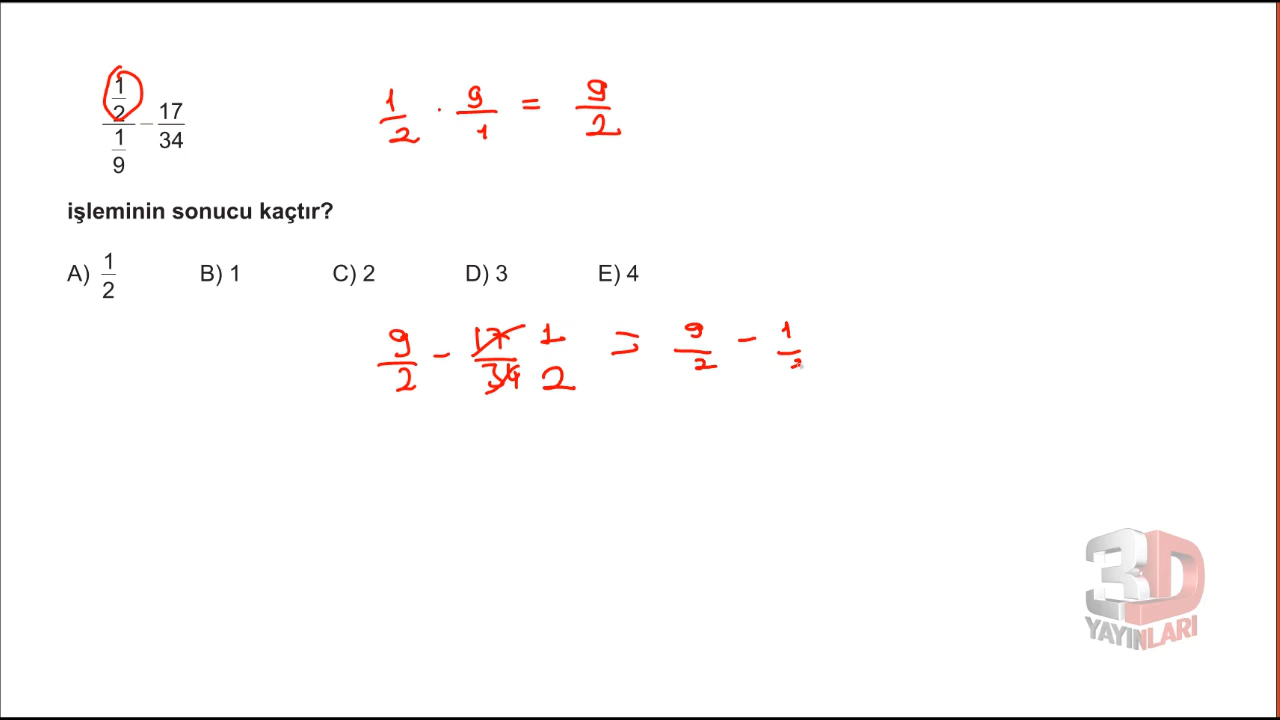 1/2 / 1/9 − 17/34
1/2 · 9/1 = 9/2
işleminin sonucu kaçtır?
A) 1/2 B) 1 C) 2 D) 3 E) 4
9/2 − 17/34 1/2 = 9/2 − 1/2
3D
YAYINLARI